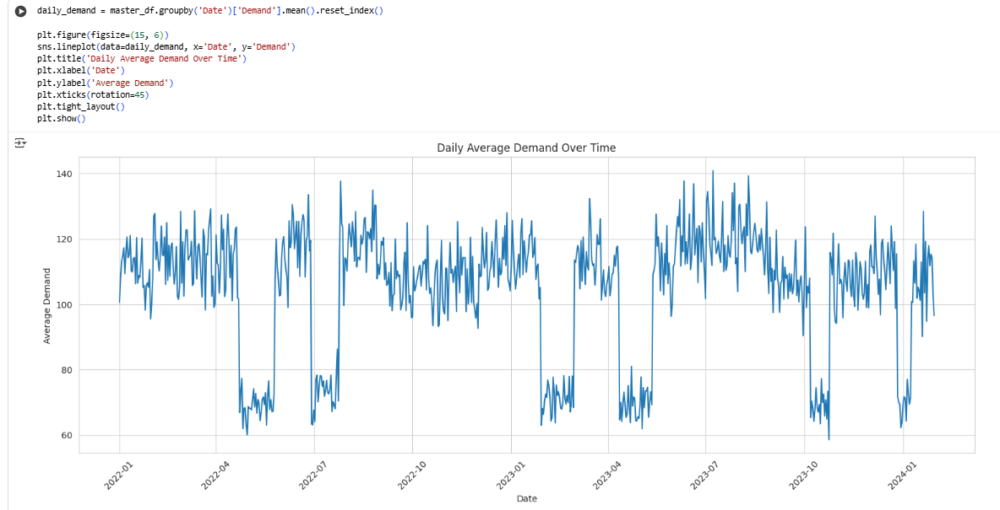 daily_demand = master_df.groupby('Date')['Demand'].mean().reset_index()
plt.figure(figsize=(15, 6))
sns.lineplot(data=daily_demand, x='Date', y='Demand')
plt.title('Daily Average Demand Over Time')
plt.xlabel('Date')
plt.ylabel('Average Demand')
plt.xticks(rotation=45)
plt.tight_layout()
plt.show()
Daily Average Demand Over Time
140
120
100
80
60
Average Demand
2022-01
2022-04
2022-07
2022-10
2023-01
2023-04
2023-07
2023-10
2024-01
Date